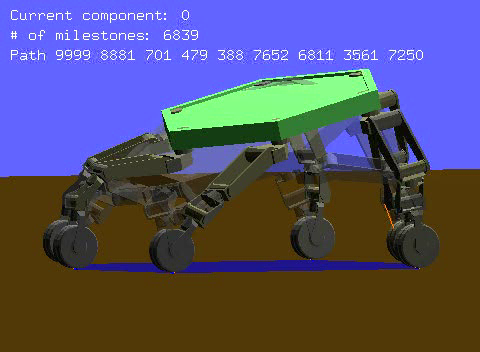 Current component: 0
# of milestones: 6839
Path 9999 8881 701 479 388 7652 6811 3561 7250